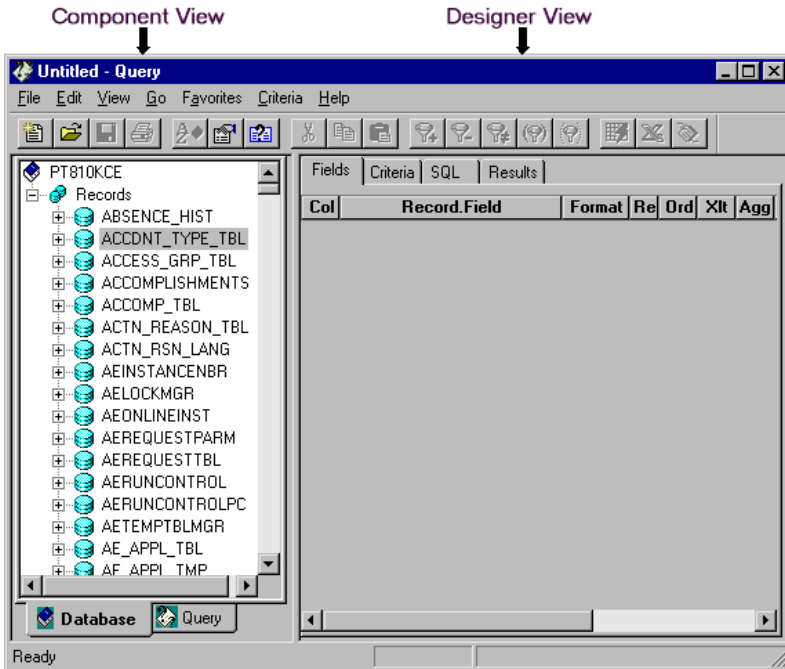 Component View
Designer View
Untitled - Query
File Edit View Go Favorites Criteria Help
PT810KCE
Records
ABSENCE_HIST
ACCDNT_TYPE_TBL
ACCESS_GRP_TBL
ACCOMPLISHMENTS
ACCOMP_TBL
ACTN_REASON_TBL
ACTN_RSN_LANG
AEINSTANCENBR
AELOCKMGR
AEONLINEINST
AEREQUESTPARM
AEREQUESTTBL
AERUNCONTROL
AERUNCONTROLPC
AETEMPTBLMGR
AE_APPL_TBL
AE_APPL_TMP
Database Query
Fields Criteria SQL Results
Col Record.Field Format Re Ord Xlt Agg
Ready